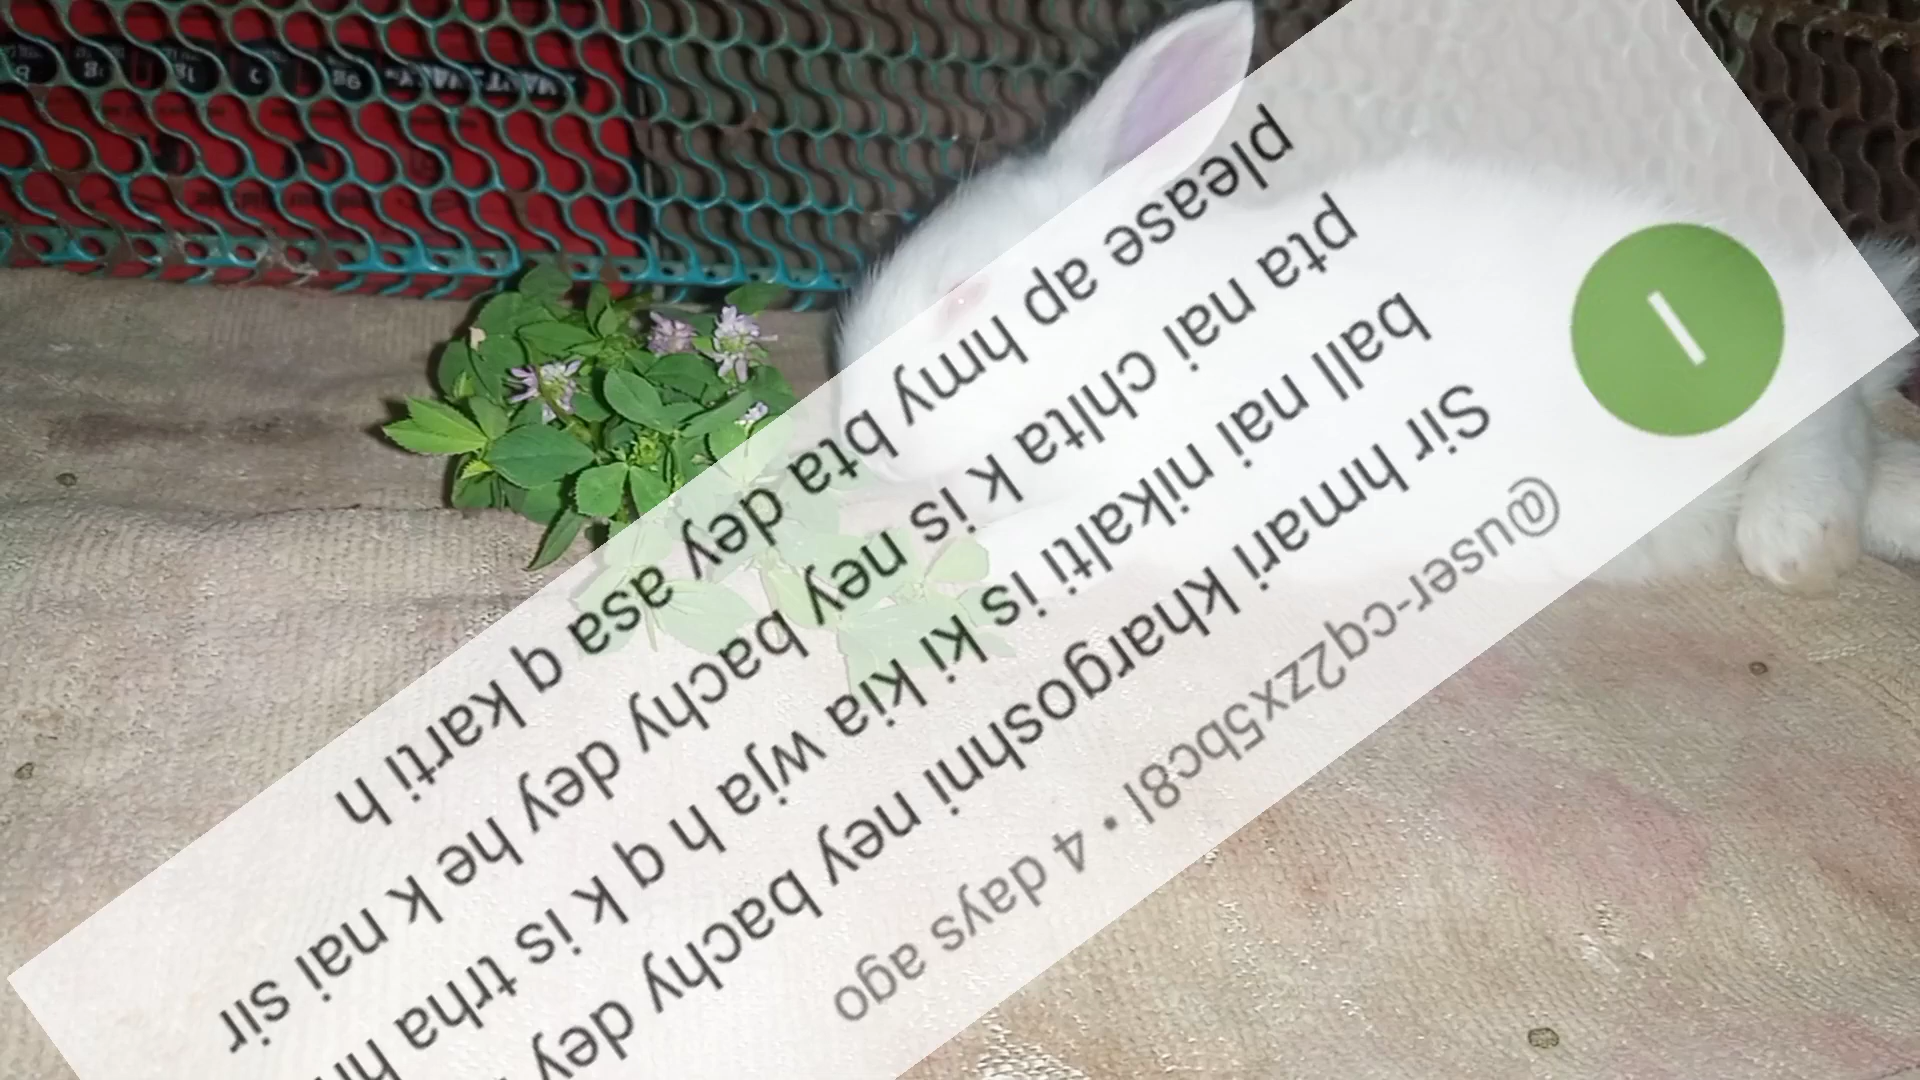 @user-cq2zx5bc8l • 4 days ago
Sir hmari khargoshni ney bachy dey
ball nai nikalti is ki kia wja h q k is trha
pta nai chlta k is ney bachy dey he k nai sir
please ap hmy bta dey asa q karti h